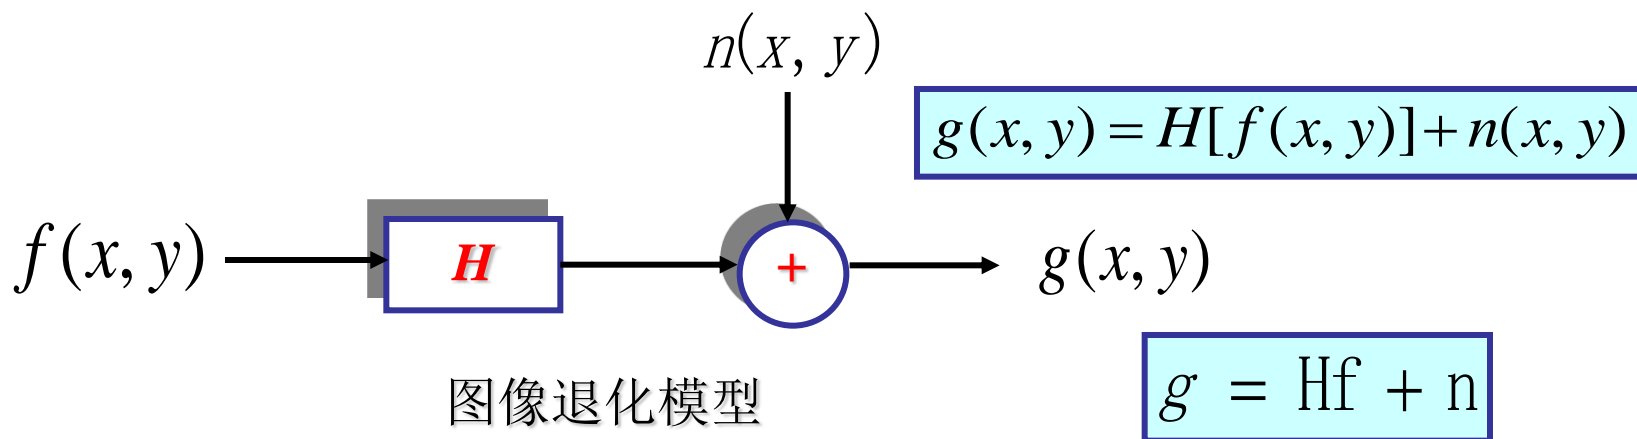 n(x, y)
g(x, y) = H[f(x, y)] + n(x, y)
f(x, y)
H
+
g(x, y)
图像退化模型
g = Hf + n